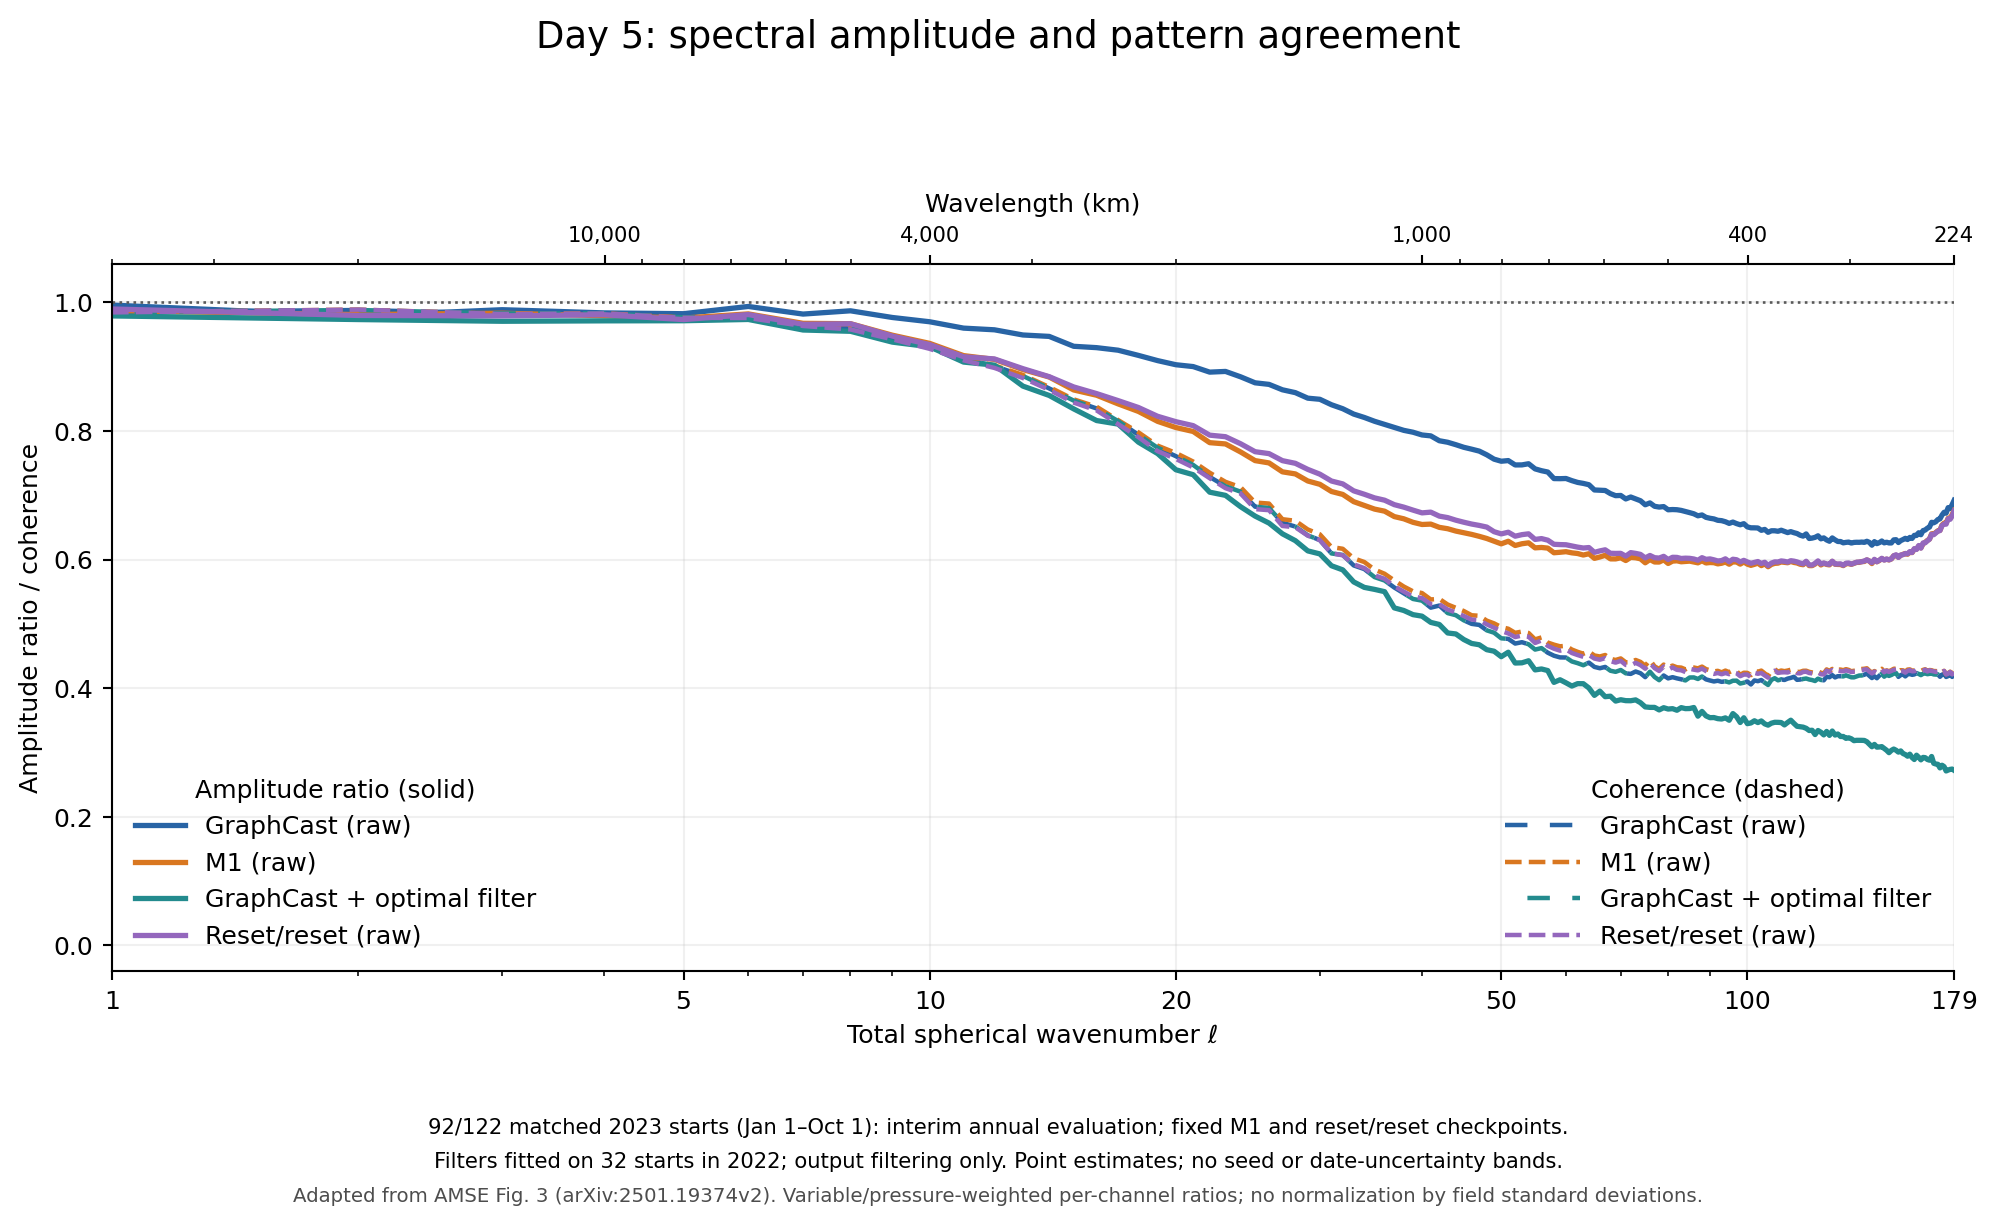 Day 5: spectral amplitude and pattern agreement
Wavelength (km)
10,000 4,000 1,000 400 224
Amplitude ratio / coherence
1.0
0.8
0.6
0.4
0.2
0.0
Amplitude ratio (solid)
GraphCast (raw)
M1 (raw)
GraphCast + optimal filter
Reset/reset (raw)
Coherence (dashed)
GraphCast (raw)
M1 (raw)
GraphCast + optimal filter
Reset/reset (raw)
1 5 10 20 50 100 179
Total spherical wavenumber ℓ
92/122 matched 2023 starts (Jan 1–Oct 1): interim annual evaluation; fixed M1 and reset/reset checkpoints.
Filters fitted on 32 starts in 2022; output filtering only. Point estimates; no seed or date-uncertainty bands.
Adapted from AMSE Fig. 3 (arXiv:2501.19374v2). Variable/pressure-weighted per-channel ratios; no normalization by field standard deviations.